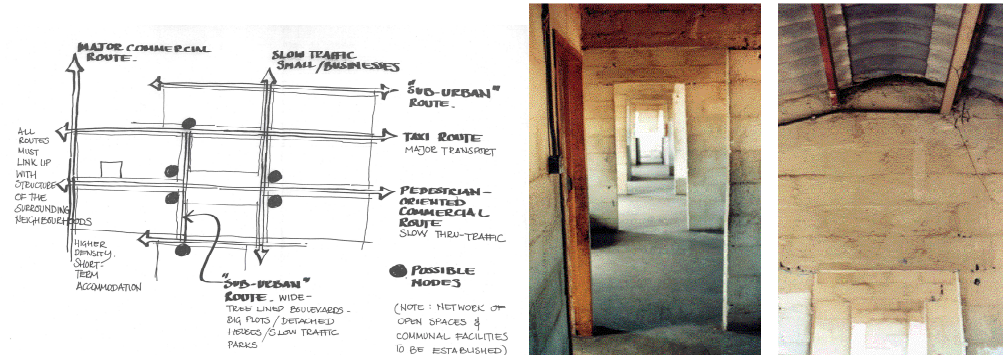 MAJOR COMMERCIAL
ROUTE.
SLOW TRAFFIC
SMALL/BUSINESSES
"SUB-URBAN"
ROUTE.
ALL
ROUTES
MUST
LINK UP
WITH
STRUCTURE
OF THE
SURROUNDING
NEIGHBOURHOODS
TAXI ROUTE
MAJOR TRANSPORT
PEDESTRIAN-
ORIENTED
COMMERCIAL
ROUTE
SLOW THRU-TRAFFIC
HIGHER
DENSITY.
SHORT-
TERM
ACCOMMODATION
"SUB-URBAN"
ROUTE. WIDE-
TREE LINED BOULEVARDS-
BIG PLOTS/DETACHED
HOUSES/SLOW TRAFFIC
PARKS
POSSIBLE
NODES
(NOTE: NETWORK OF
OPEN SPACES &
COMMUNAL FACILITIES
TO BE ESTABLISHED)